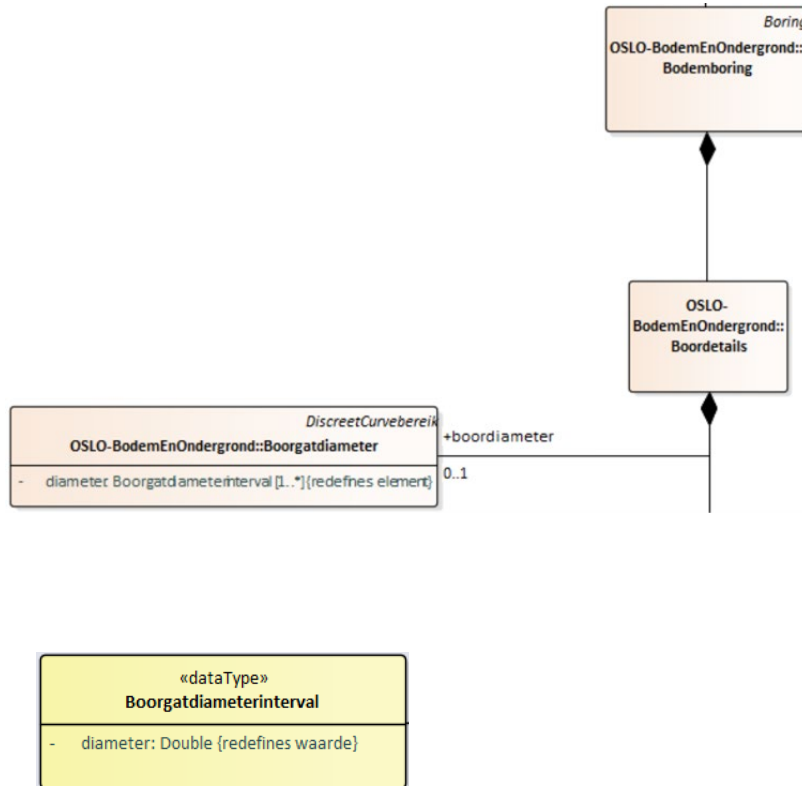 Boring
OSLO-BodemEnOndergrond::
Bodemboring
OSLO-
BodemEnOndergrond::
Boordetails
DiscreetCurvebereik
OSLO-BodemEnOndergrond::Boorgatdiameter
- diameter: Boorgatdiameterinterval [1..*] {redefines element}
+boordiameter
0..1
«dataType»
Boorgatdiameterinterval
- diameter: Double {redefines waarde}